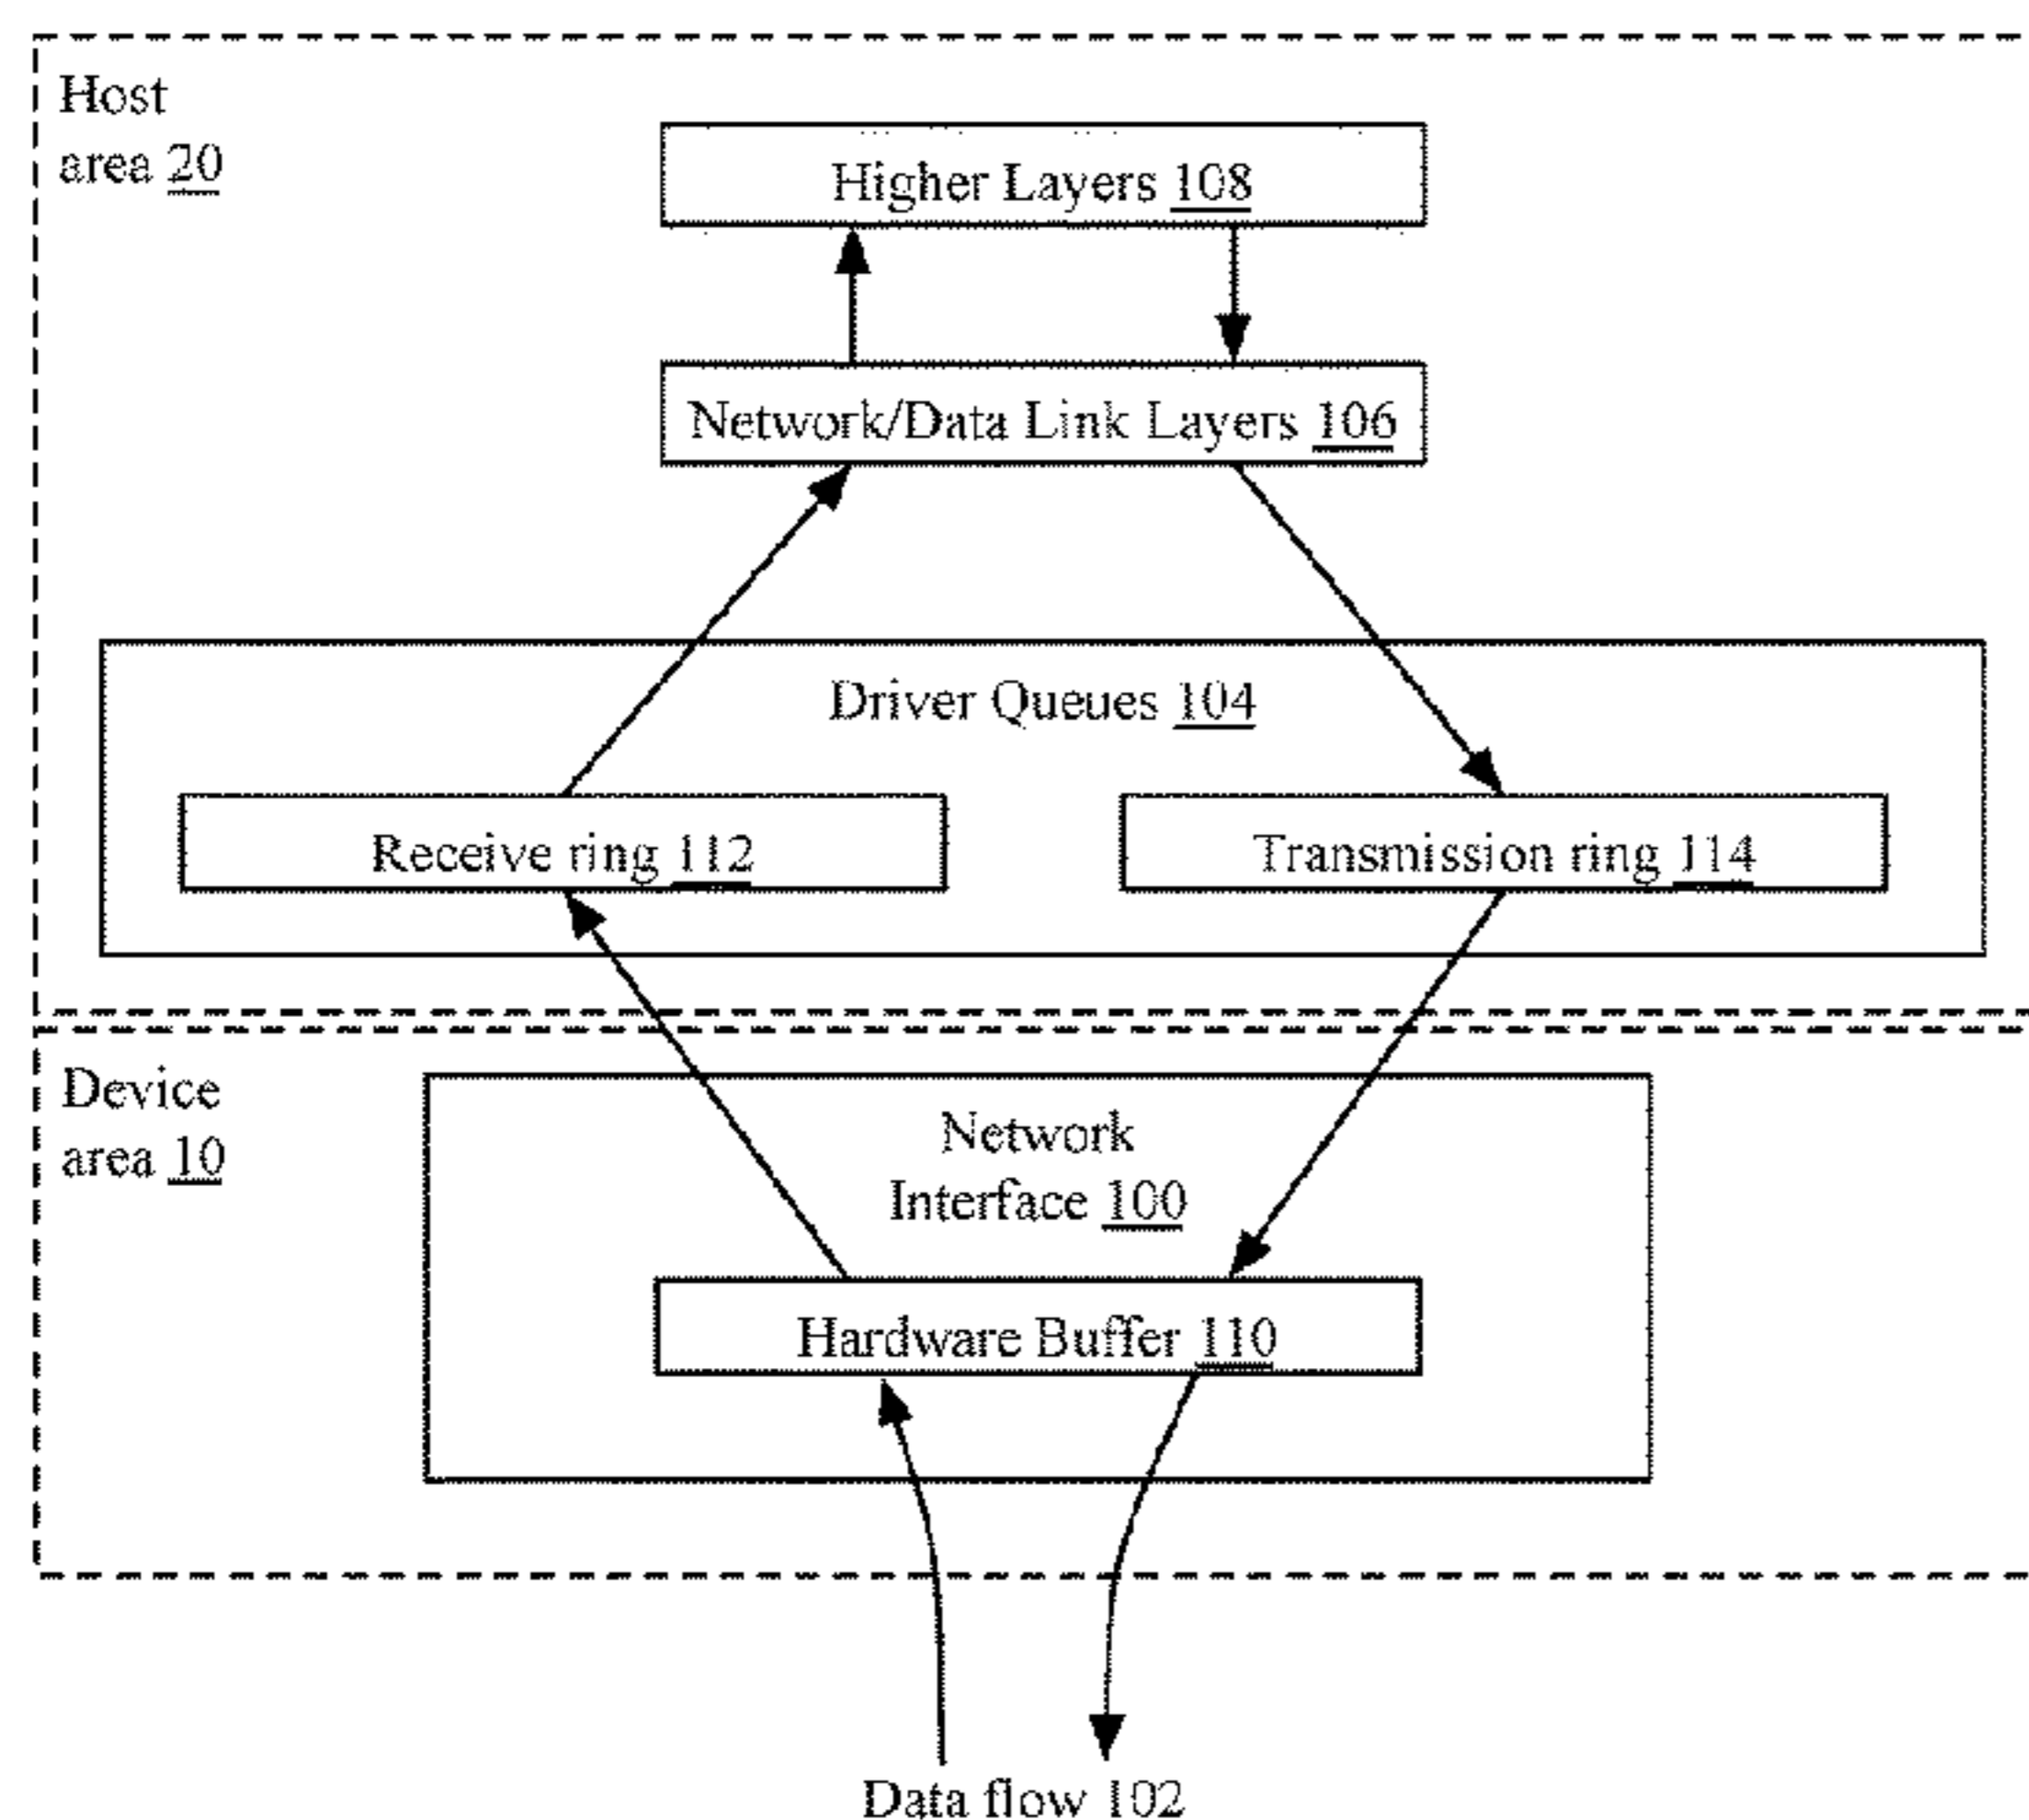 Host
area 20
Higher Layers 108
Network/Data Link Layers 106
Driver Queues 104
Receive ring 112
Transmission ring 114
Device
area 10
Network
Interface 100
Hardware Buffer 110
Data flow 102